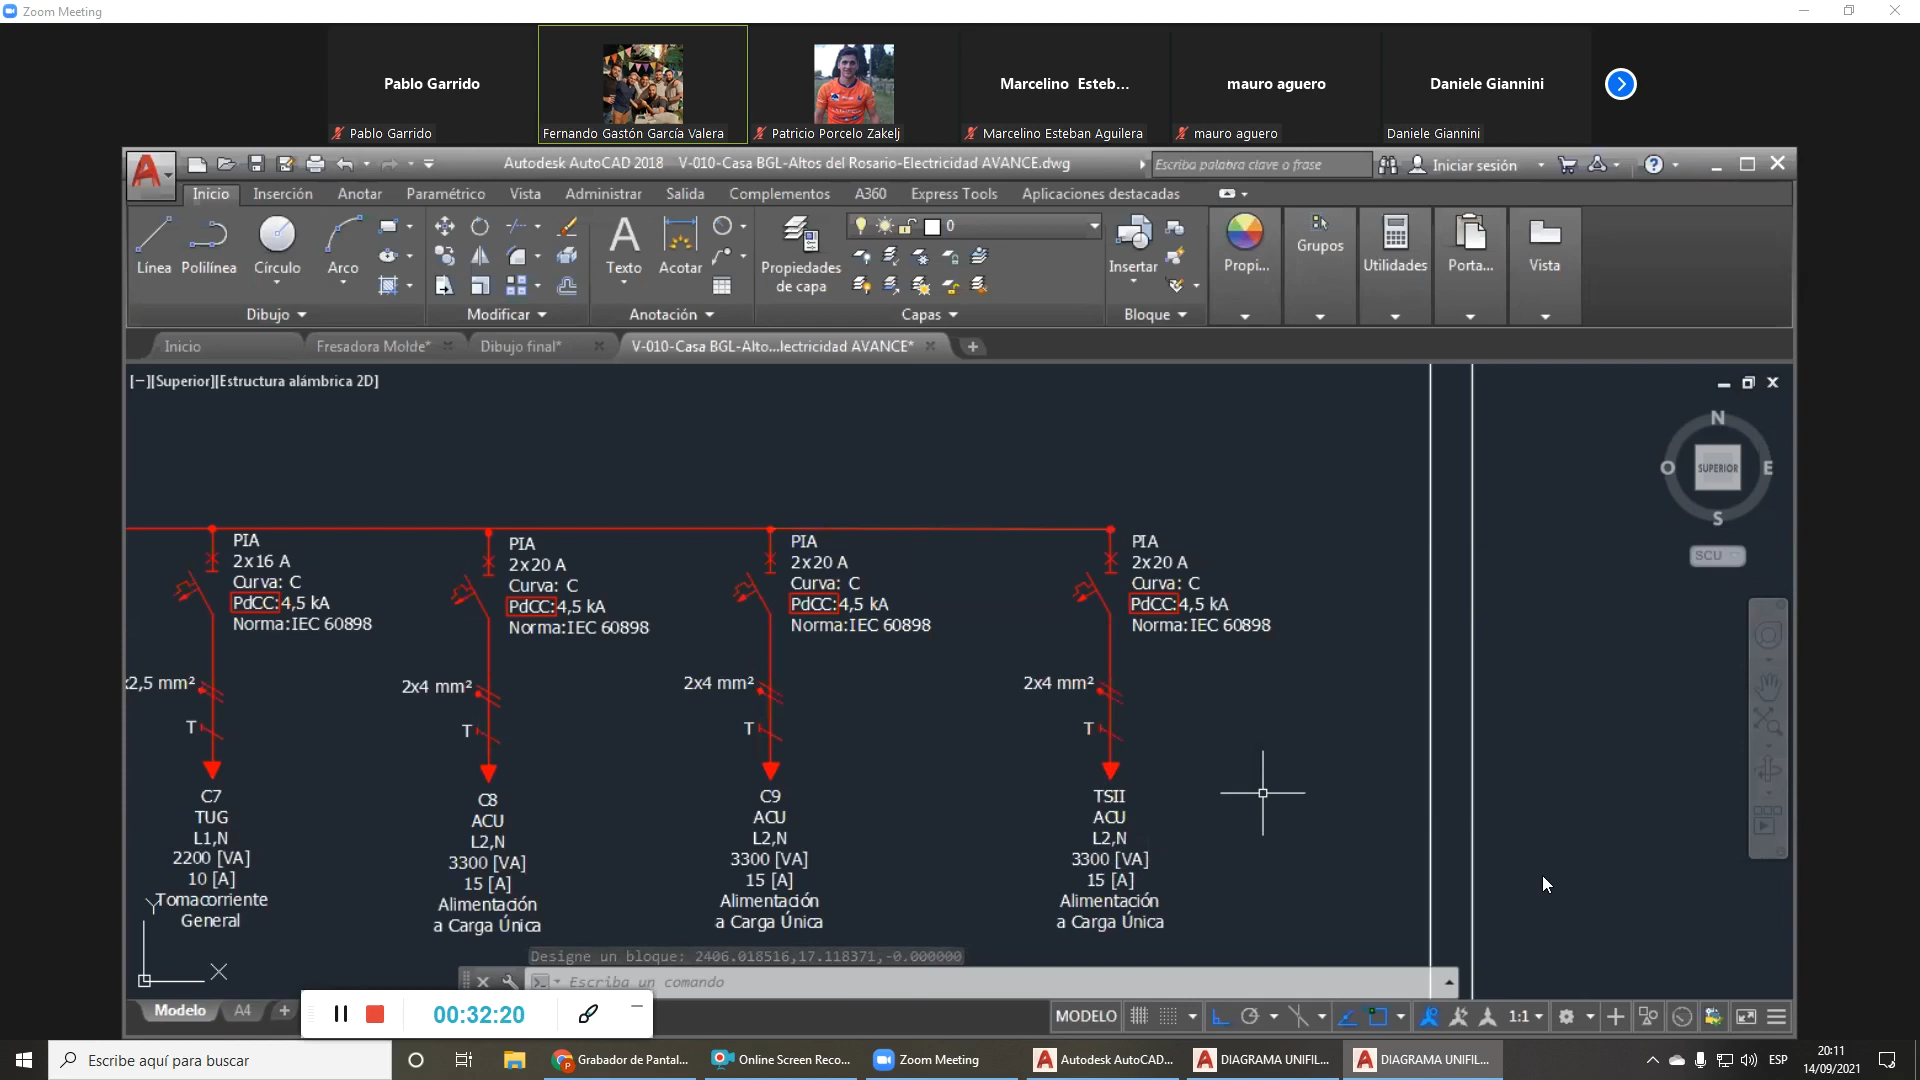 Zoom Meeting
Pablo Garrido
Marcelino Esteb...
mauro aguero
Daniele Giannini
Pablo Garrido
Fernando Gastón García Valera
Patricio Porcelo Zakelj
Marcelino Esteban Aguilera
mauro aguero
Daniele Giannini
Autodesk AutoCAD 2018 V-010-Casa BGL-Altos del Rosario-Electricidad AVANCE.dwg
Escriba palabra clave o frase
Iniciar sesión
Inicio
Inserción
Anotar
Paramétrico
Vista
Administrar
Salida
Complementos
A360
Express Tools
Aplicaciones destacadas
0
Línea
Polilínea
Círculo
Arco
Texto
Acotar
Propiedades
de capa
Insertar
Propi...
Grupos
Utilidades
Porta...
Vista
Dibujo
Modificar
Anotación
Capas
Bloque
Inicio
Fresadora Molde*
Dibujo final*
V-010-Casa BGL-Alto...lectricidad AVANCE*
[−][Superior][Estructura alámbrica 2D]
N
O
SUPERIOR
E
S
SCU
PIA
2x16 A
Curva: C
PdCC:4,5 kA
Norma:IEC 60898
PIA
2x20 A
Curva: C
PdCC:4,5 kA
Norma:IEC 60898
PIA
2x20 A
Curva: C
PdCC:4,5 kA
Norma:IEC 60898
PIA
2x20 A
Curva: C
PdCC:4,5 kA
Norma:IEC 60898
x2,5 mm²
2x4 mm²
2x4 mm²
2x4 mm²
T
T
T
T
C7
TUG
L1,N
2200 [VA]
10 [A]
Tomacorriente
General
C8
ACU
L2,N
3300 [VA]
15 [A]
Alimentación
a Carga Única
C9
ACU
L2,N
3300 [VA]
15 [A]
Alimentación
a Carga Única
TSII
ACU
L2,N
3300 [VA]
15 [A]
Alimentación
a Carga Única
Y
X
Designe un bloque: 2406.018516,17.118371,-0.000000
Escriba un comando
Modelo
A4
00:32:20
MODELO
1:1
Escribe aquí para buscar
Grabador de Pantal...
Online Screen Reco...
Zoom Meeting
Autodesk AutoCAD...
DIAGRAMA UNIFIL...
DIAGRAMA UNIFIL...
ESP
20:11
14/09/2021